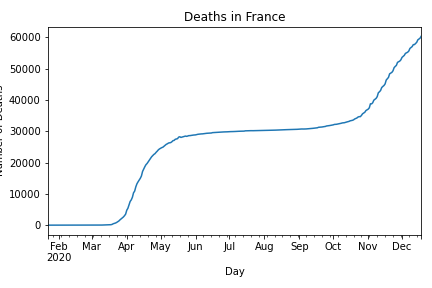 Deaths in France
60000
50000
40000
30000
20000
10000
0
Number of Deaths
Feb Mar Apr May Jun Jul Aug Sep Oct Nov Dec
2020
Day